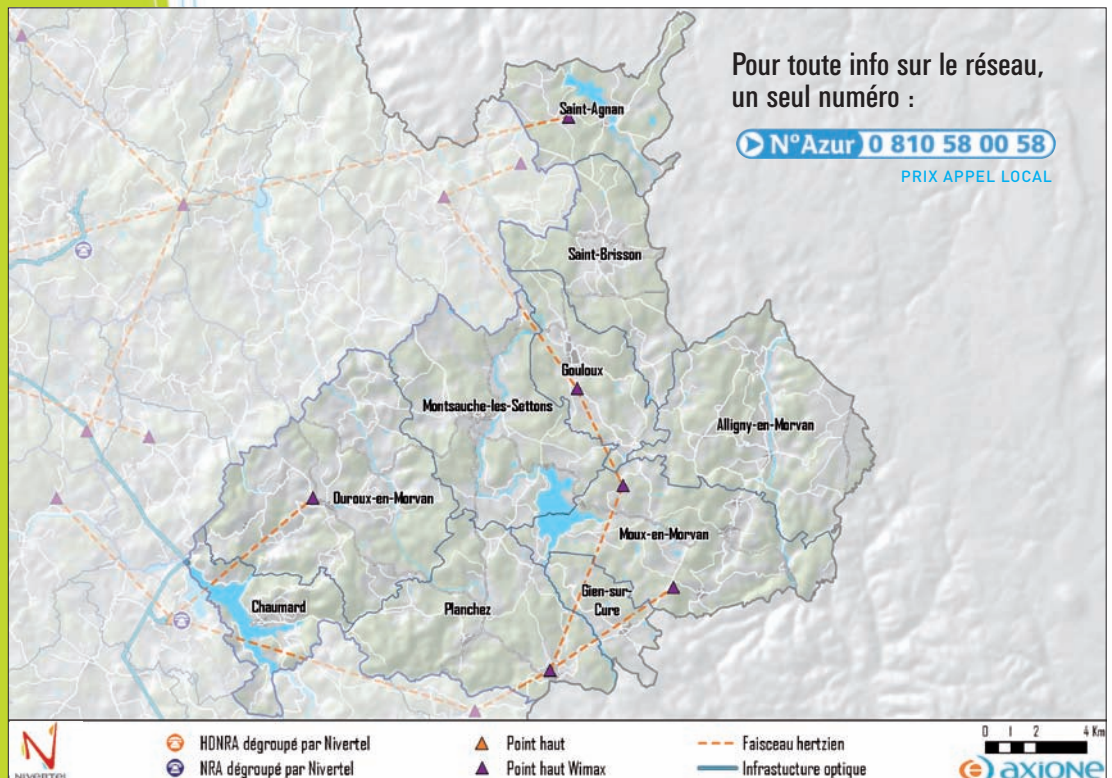 Pour toute info sur le réseau,
un seul numéro :
N°Azur 0 810 58 00 58
PRIX APPEL LOCAL
Saint-Agnan
Saint-Brisson
Gouloux
Montsauche-les-Settons
Alligny-en-Morvan
Ouroux-en-Morvan
Moux-en-Morvan
Gien-sur-
Cure
Chaumard
Planchez
N
NIVERTEL
HDNRA dégroupé par Nivertel
NRA dégroupé par Nivertel
Point haut
Point haut Wimax
Faisceau hertzien
Infrastucture optique
0 1 2 4 Km
axione